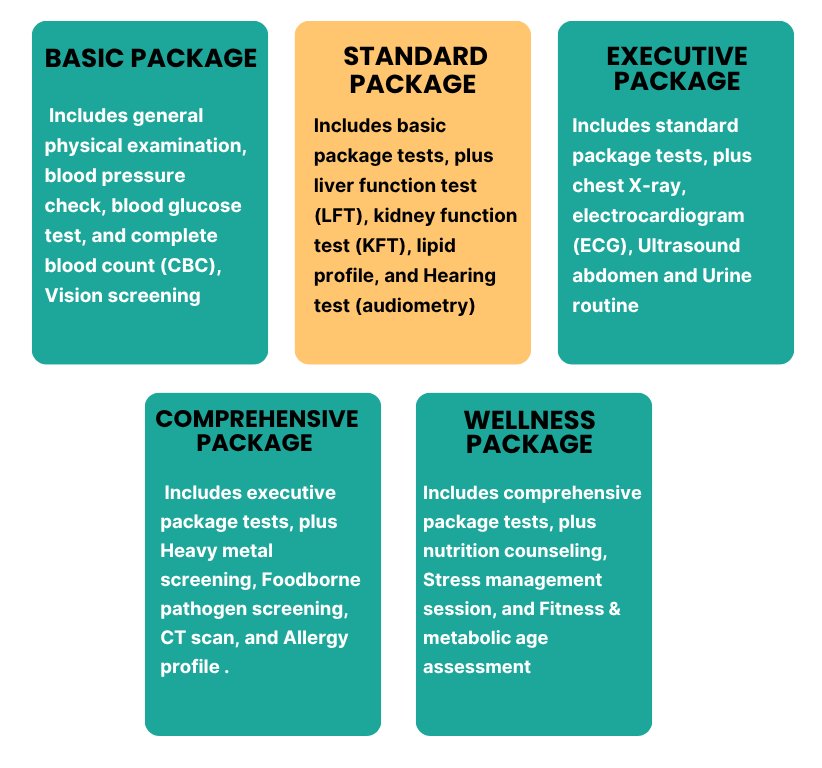 BASIC PACKAGE
Includes general
physical examination,
blood pressure
check, blood glucose
test, and complete
blood count (CBC),
Vision screening
STANDARD
PACKAGE
Includes basic
package tests, plus
liver function test
(LFT), kidney function
test (KFT), lipid
profile, and Hearing
test (audiometry)
EXECUTIVE
PACKAGE
Includes standard
package tests, plus
chest X-ray,
electrocardiogram
(ECG), Ultrasound
abdomen and Urine
routine
COMPREHENSIVE
PACKAGE
Includes executive
package tests, plus
Heavy metal
screening, Foodborne
pathogen screening,
CT scan, and Allergy
profile .
WELLNESS
PACKAGE
Includes comprehensive
package tests, plus
nutrition counseling,
Stress management
session, and Fitness &
metabolic age
assessment